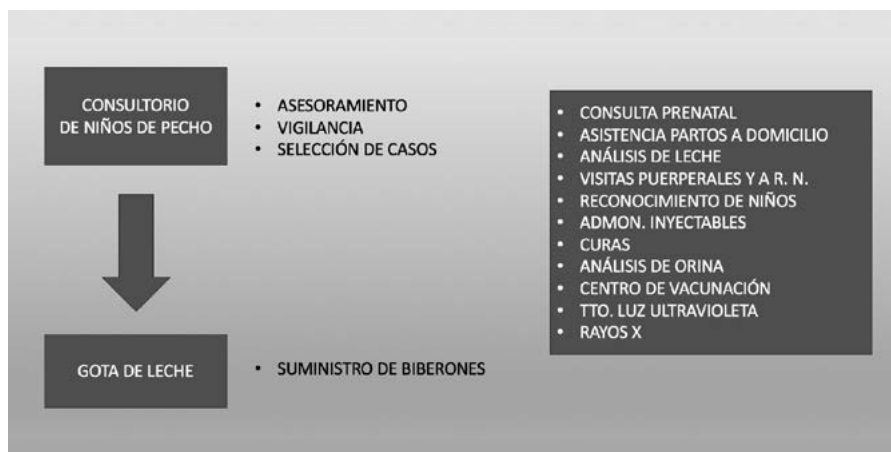 CONSULTORIO
DE NIÑOS DE PECHO
• ASESORAMIENTO
• VIGILANCIA
• SELECCIÓN DE CASOS
GOTA DE LECHE
• SUMINISTRO DE BIBERONES
• CONSULTA PRENATAL
• ASISTENCIA PARTOS A DOMICILIO
• ANÁLISIS DE LECHE
• VISITAS PUERPERALES Y A R. N.
• RECONOCIMIENTO DE NIÑOS
• ADMON. INYECTABLES
• CURAS
• ANÁLISIS DE ORINA
• CENTRO DE VACUNACIÓN
• TTO. LUZ ULTRAVIOLETA
• RAYOS X